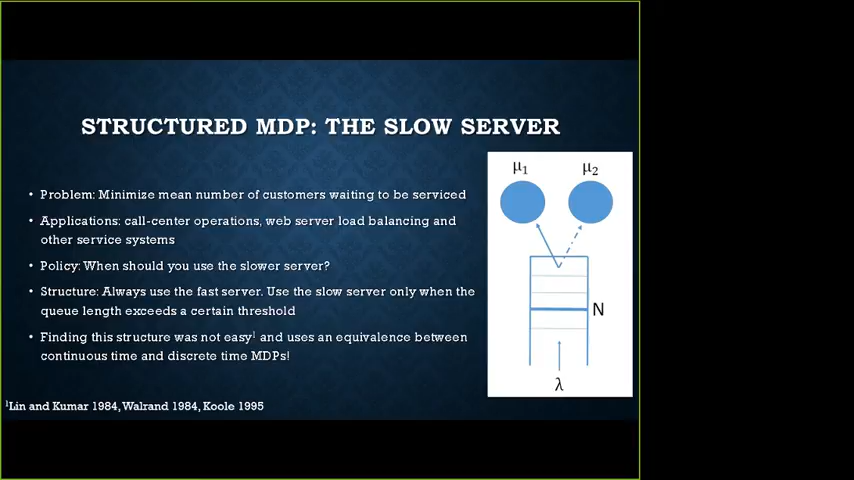 STRUCTURED MDP: THE SLOW SERVER
• Problem: Minimize mean number of customers waiting to be serviced
• Applications: call-center operations, web server load balancing and
other service systems
• Policy: When should you use the slower server?
• Structure: Always use the fast server. Use the slow server only when the
queue length exceeds a certain threshold
• Finding this structure was not easy¹ and uses an equivalence between
continuous time and discrete time MDPs!
μ₁ μ₂
N
λ
¹Lin and Kumar 1984, Walrand 1984, Koole 1995